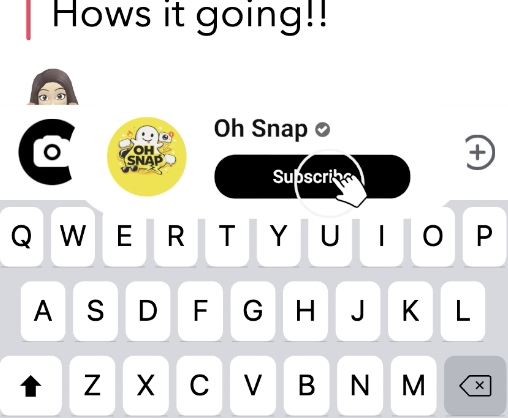 Hows it going!!
Oh Snap
OH
SNAP
Subscribe
Q W E R T Y U I O P
A S D F G H J K L
Z X C V B N M